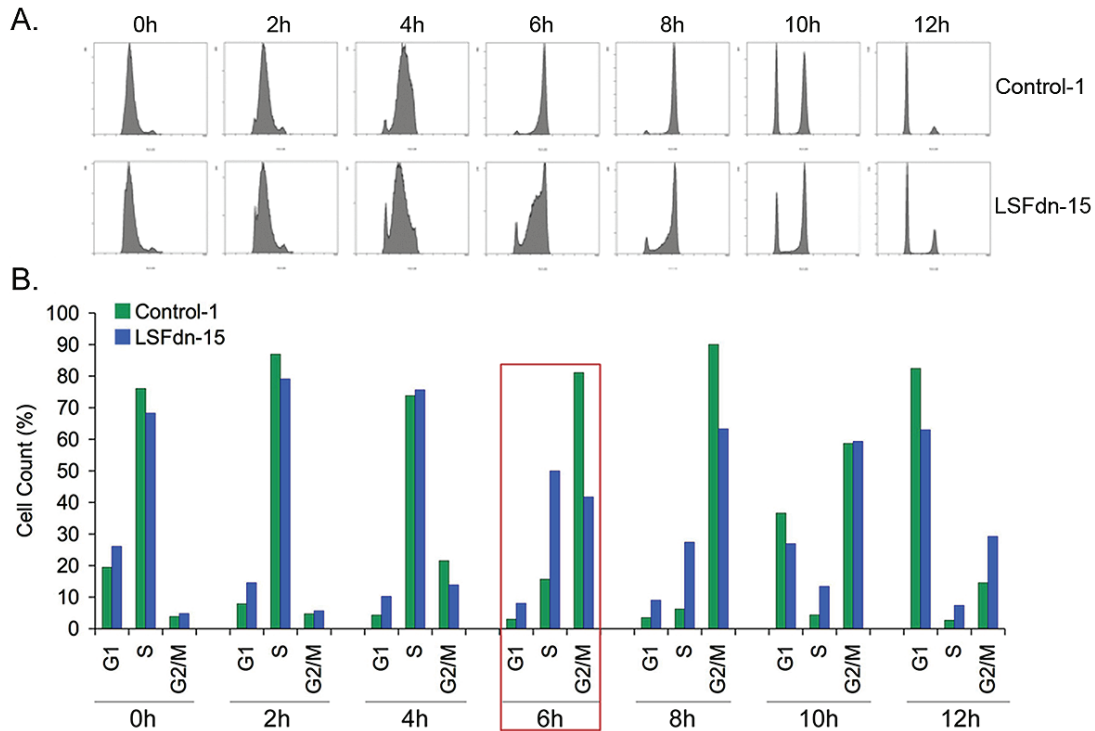 A.
0h 2h 4h 6h 8h 10h 12h
Control-1
LSFdn-15
B.
Control-1
LSFdn-15
Cell Count (%)
100
90
80
70
60
50
40
30
20
10
0
G1 S G2/M G1 S G2/M G1 S G2/M G1 S G2/M G1 S G2/M G1 S G2/M G1 S G2/M
0h 2h 4h 6h 8h 10h 12h